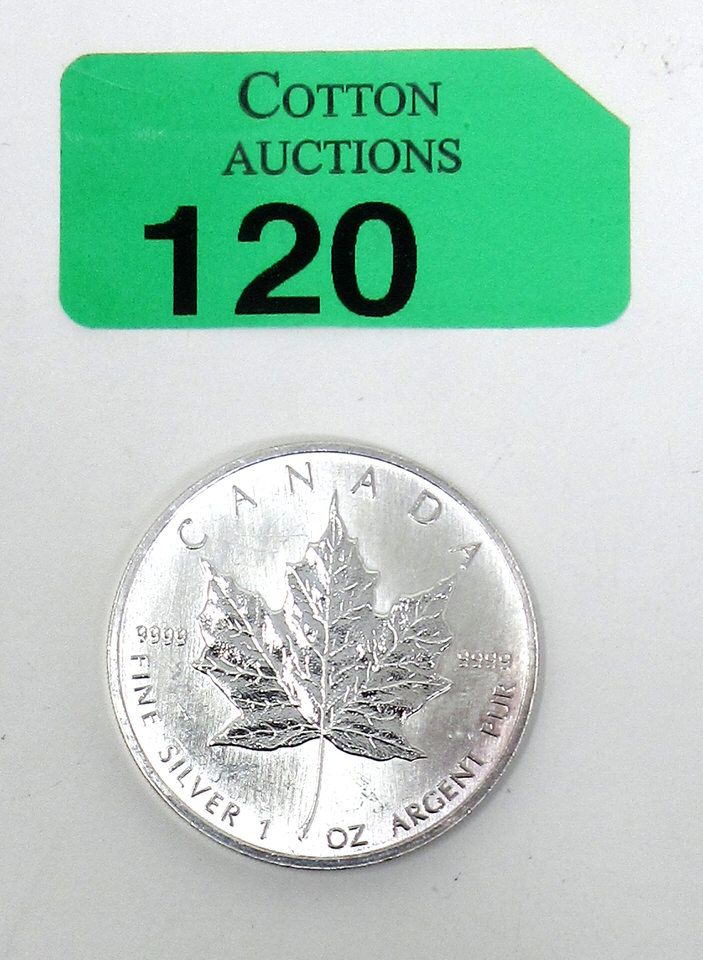 COTTON
AUCTIONS
120
CANADA
9999 9999
FINE SILVER 1 OZ ARGENT PUR